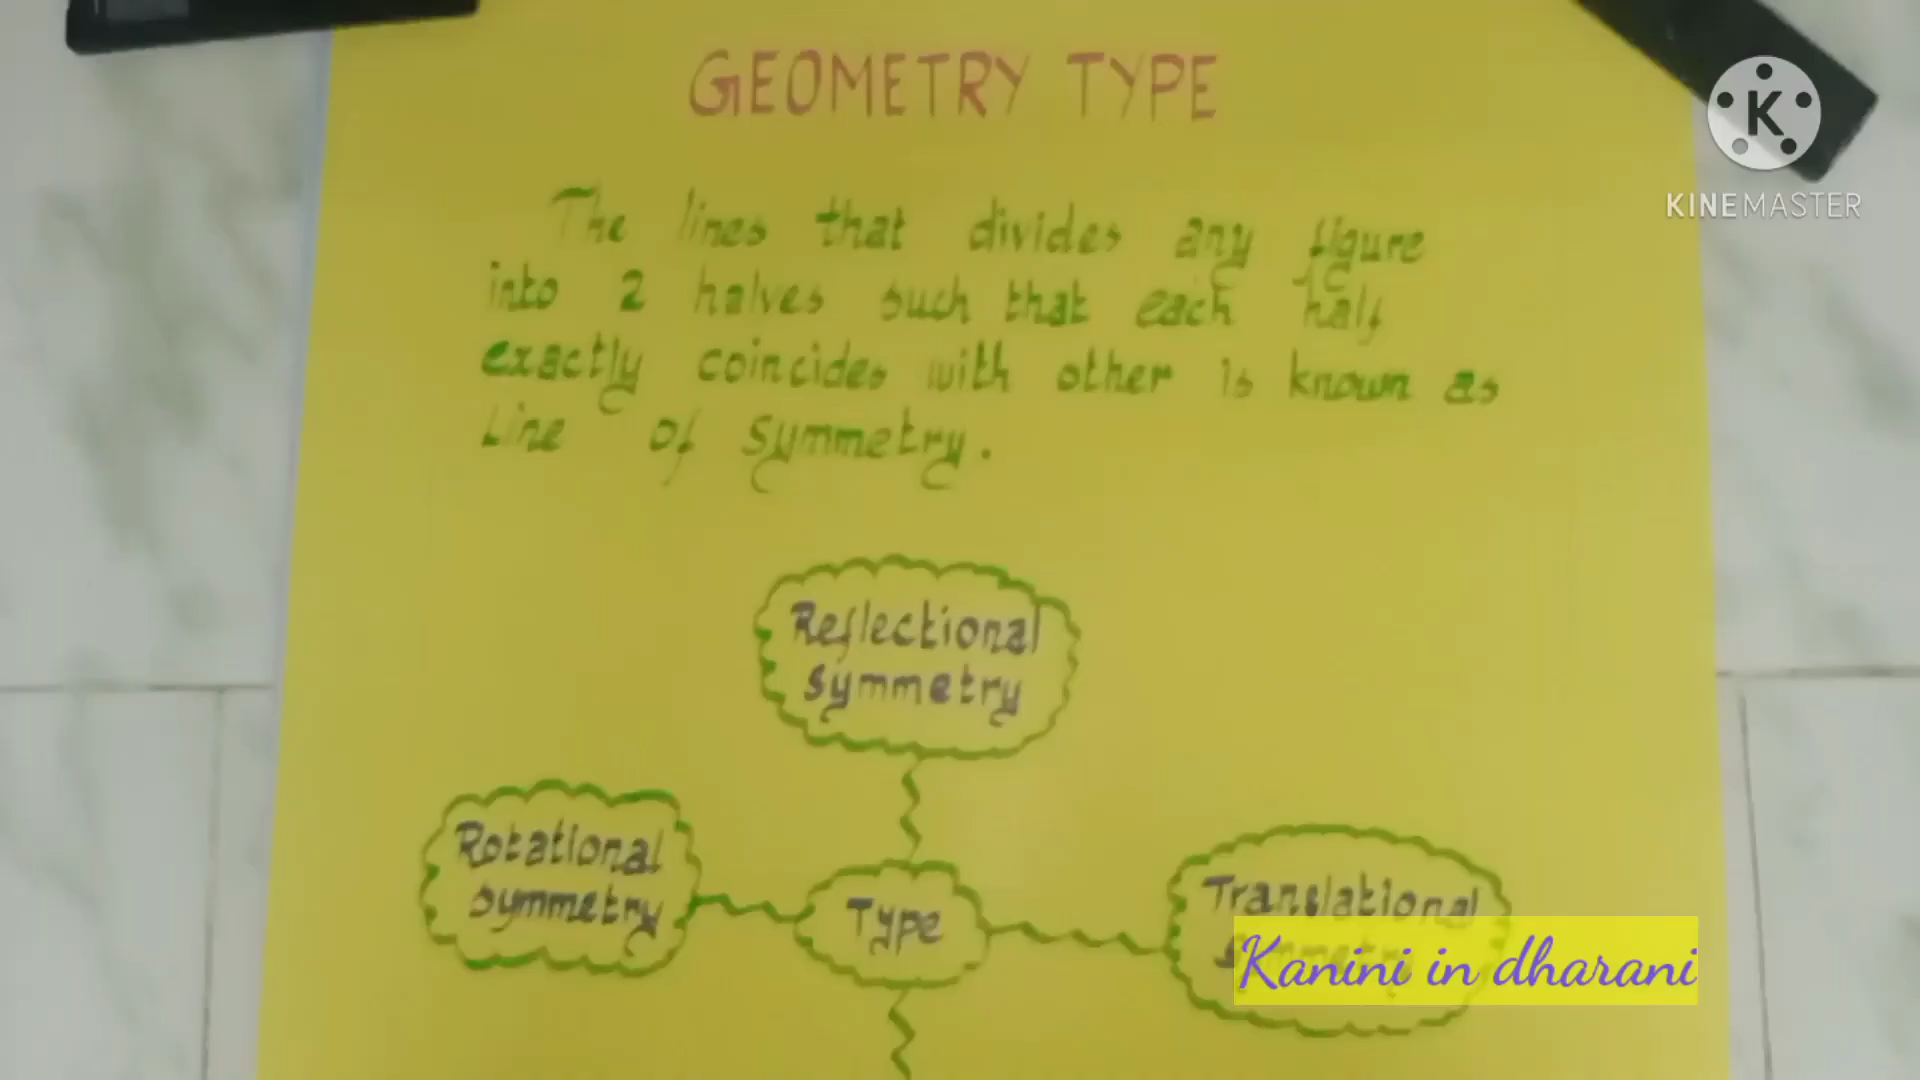 GEOMETRY TYPE
KINEMASTER
The lines that divides any figure
into 2 halves such that each half
exactly coincides with other is known as
Line of symmetry.
Reflectional
symmetry
Rotational
symmetry
Type
Translational
Kanini in dharani